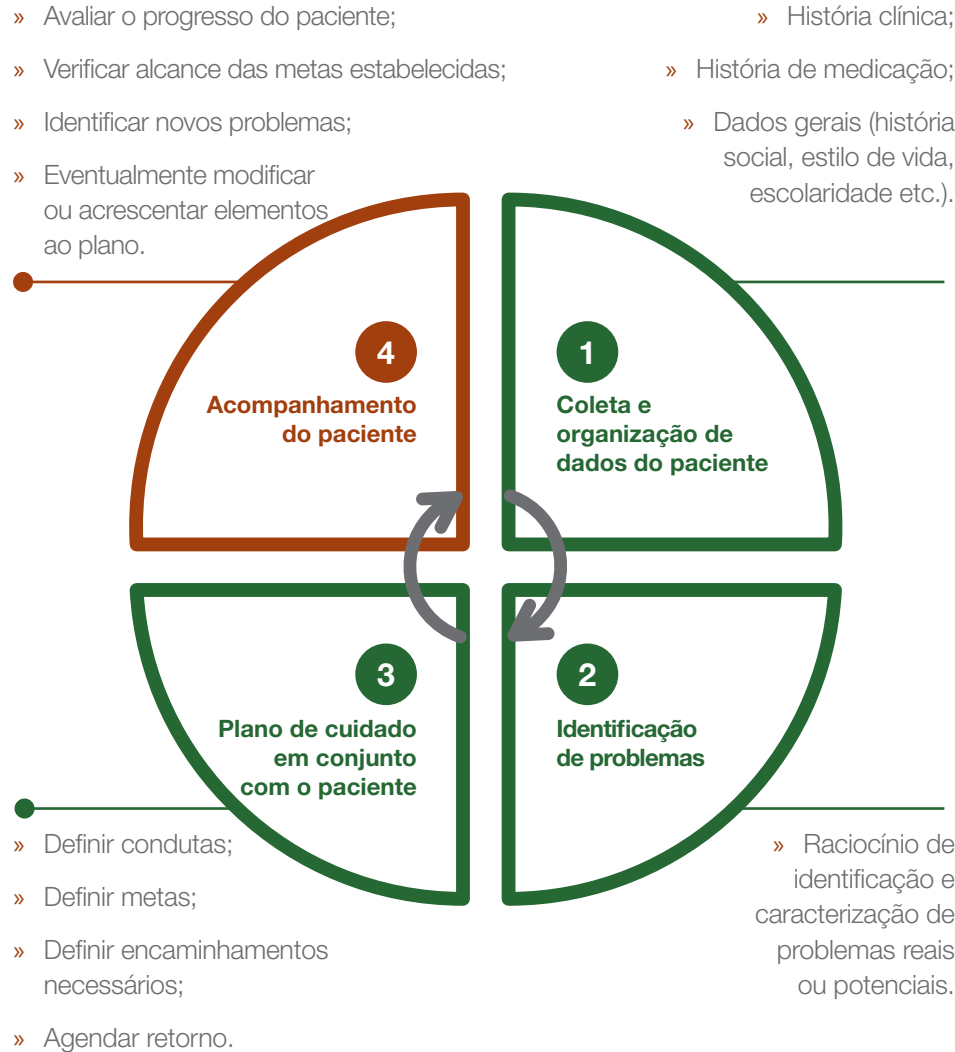 » Avaliar o progresso do paciente;
» Verificar alcance das metas estabelecidas;
» Identificar novos problemas;
» Eventualmente modificar
ou acrescentar elementos
ao plano.
» História clínica;
» História de medicação;
» Dados gerais (história
social, estilo de vida,
escolaridade etc.).
4
Acompanhamento
do paciente
1
Coleta e
organização de
dados do paciente
3
Plano de cuidado
em conjunto
com o paciente
2
Identificação
de problemas
» Definir condutas;
» Definir metas;
» Definir encaminhamentos
necessários;
» Agendar retorno.
» Raciocínio de
identificação e
caracterização de
problemas reais
ou potenciais.